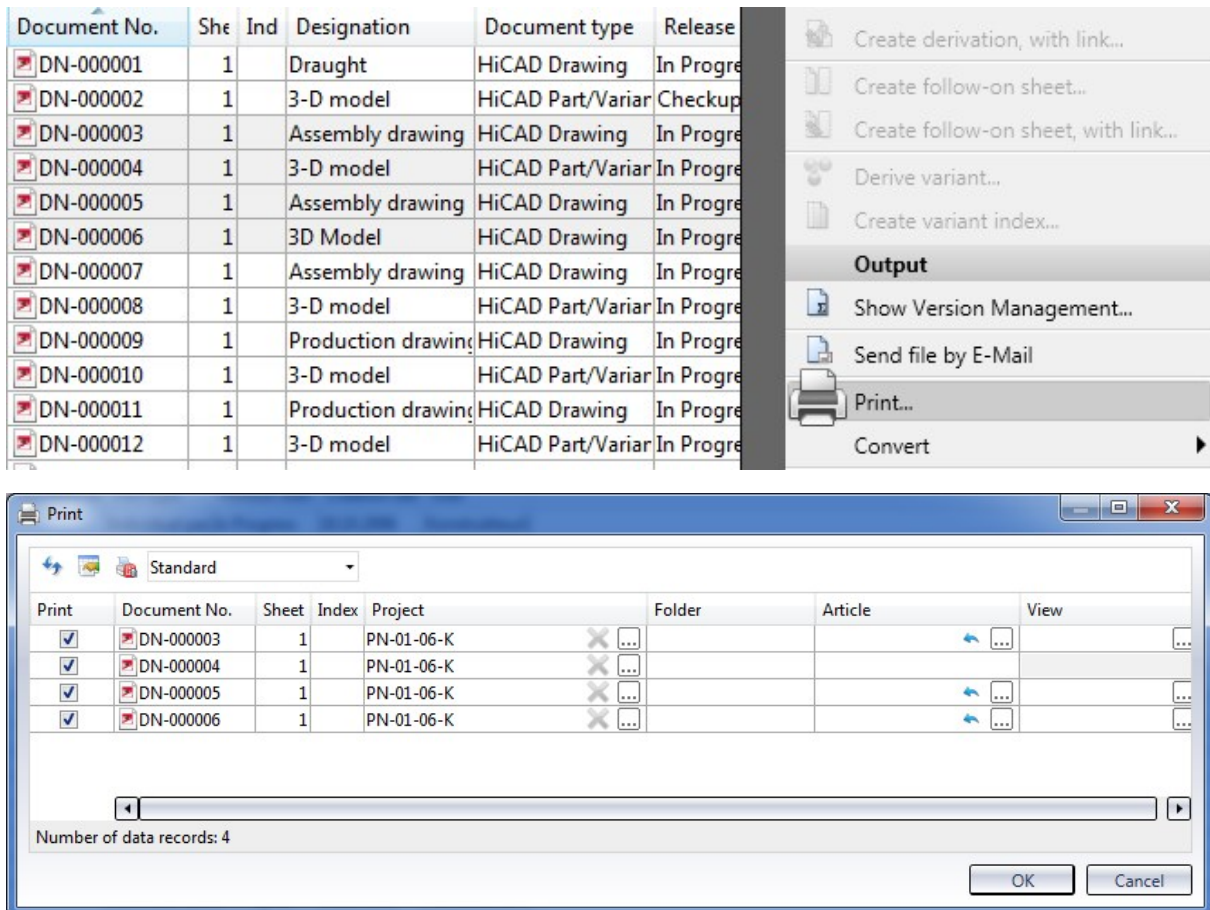 Document No. She Ind Designation Document type Release
DN-000001 1 Draught HiCAD Drawing In Progre
DN-000002 1 3-D model HiCAD Part/Variar Checkup
DN-000003 1 Assembly drawing HiCAD Drawing In Progre
DN-000004 1 3-D model HiCAD Part/Variar In Progre
DN-000005 1 Assembly drawing HiCAD Drawing In Progre
DN-000006 1 3D Model HiCAD Drawing In Progre
DN-000007 1 Assembly drawing HiCAD Drawing In Progre
DN-000008 1 3-D model HiCAD Part/Variar In Progre
DN-000009 1 Production drawing HiCAD Drawing In Progre
DN-000010 1 3-D model HiCAD Part/Variar In Progre
DN-000011 1 Production drawing HiCAD Drawing In Progre
DN-000012 1 3-D model HiCAD Part/Variar In Progre
Create derivation, with link...
Create follow-on sheet...
Create follow-on sheet, with link...
Derive variant...
Create variant index...
Output
Show Version Management...
Send file by E-Mail
Print...
Convert
Print
Standard
Print Document No. Sheet Index Project Folder Article View
DN-000003 1 PN-01-06-K ... ... ...
DN-000004 1 PN-01-06-K ...
DN-000005 1 PN-01-06-K ... ... ...
DN-000006 1 PN-01-06-K ... ... ...
Number of data records: 4
OK Cancel